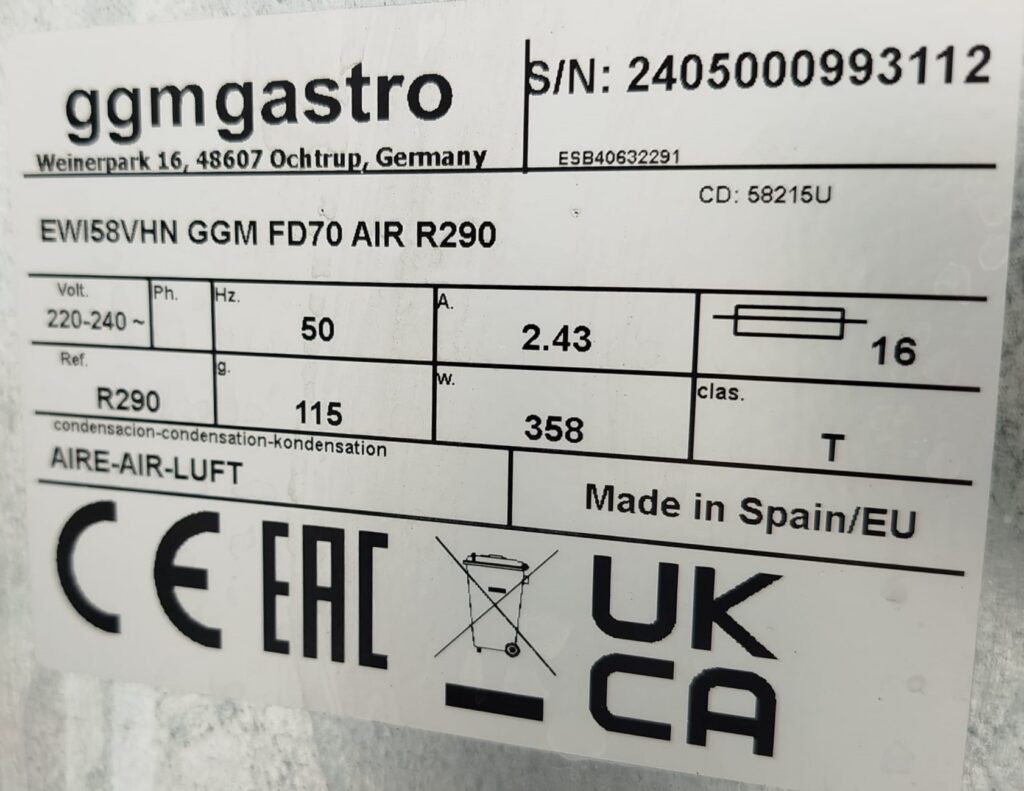 ggmgastro
Weinerpark 16, 48607 Ochtrup, Germany
S/N: 2405000993112
ESB40632291
CD: 58215U
EWI58VHN GGM FD70 AIR R290
Volt. Ph. Hz. A.
220-240 ~ 50 2.43 16
Ref. g. W. clas.
R290 115 358 T
condensacion-condensation-kondensation
AIRE-AIR-LUFT
Made in Spain/EU
CE EAC UK
CA